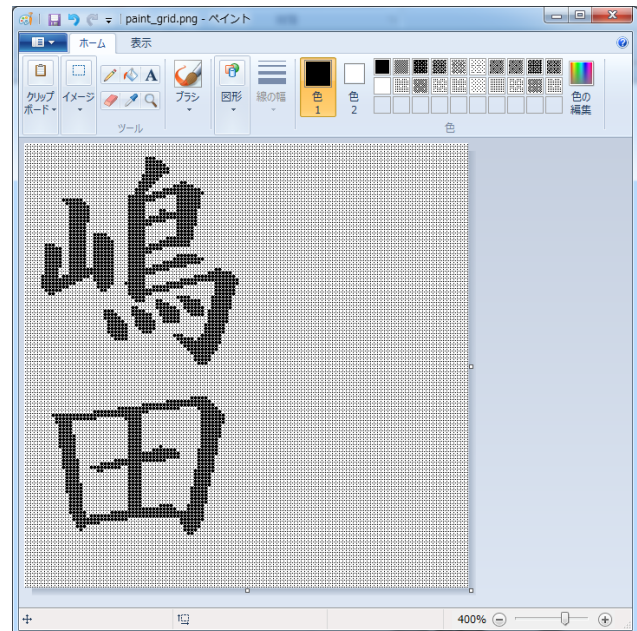 paint_grid.png - ペイント
ホーム 表示
クリップ
ボード
イメージ
A
ツール
ブラシ
図形
線の幅
色
1
色
2
色の
編集
色
嶋
田
400%